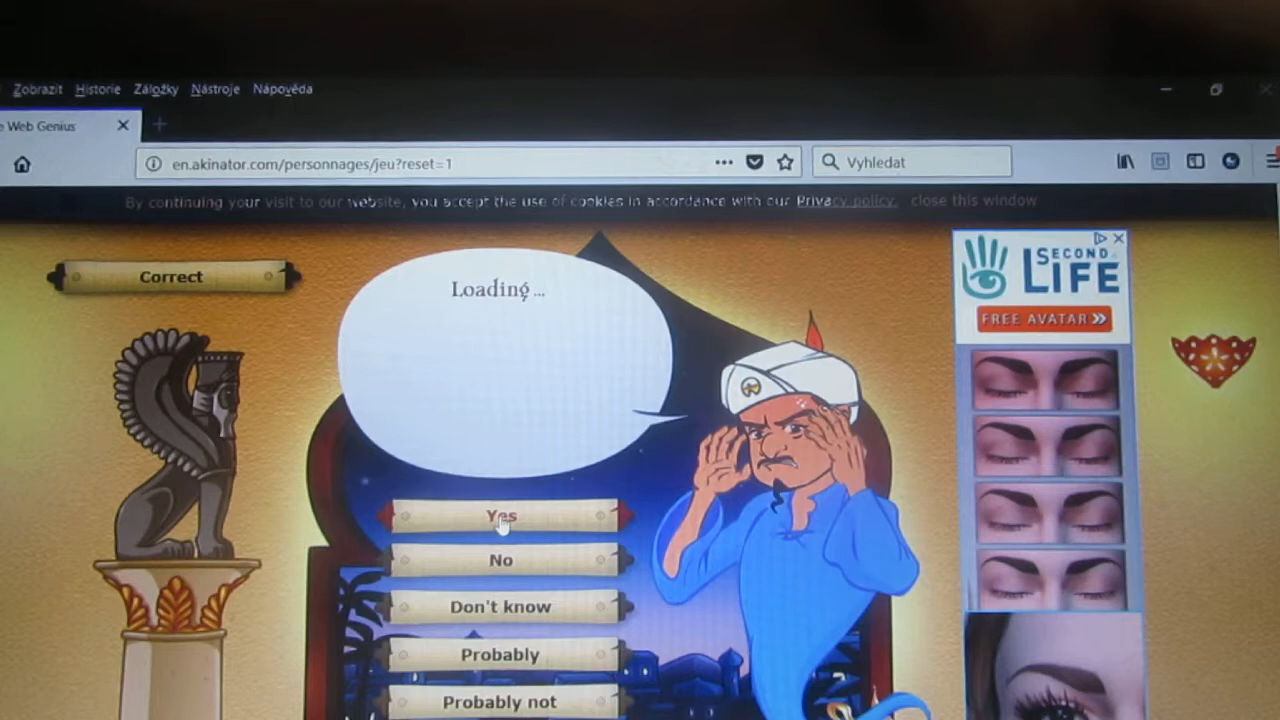 Zobrazit Historie Záložky Nástroje Nápověda
e Web Genius
en.akinator.com/personnages/jeu?reset=1
Vyhledat
By continuing your visit to our website, you accept the use of cookies in accordance with our Privacy policy. close this window
Correct
Loading ...
SECOND
LIFE
FREE AVATAR »
Yes
No
Don't know
Probably
Probably not